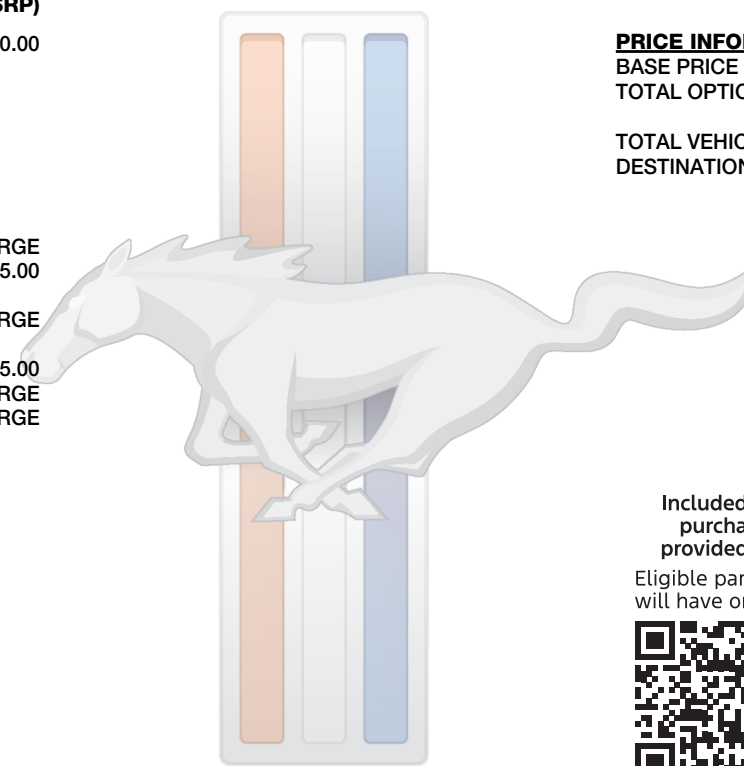 SRP)
0.00
RGE
5.00
RGE
5.00
RGE
RGE
PRICE INFO
BASE PRICE
TOTAL OPTIO
TOTAL VEHIC
DESTINATION
Included
purcha
provided
Eligible par
will have o